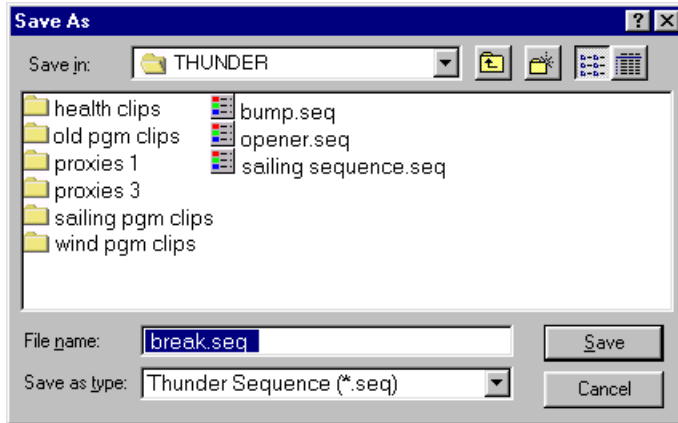 Save As
Save in: THUNDER
health clips bump.seq
old pgm clips opener.seq
proxies 1 sailing sequence.seq
proxies 3
sailing pgm clips
wind pgm clips
File name: break.seq Save
Save as type: Thunder Sequence (*.seq) Cancel